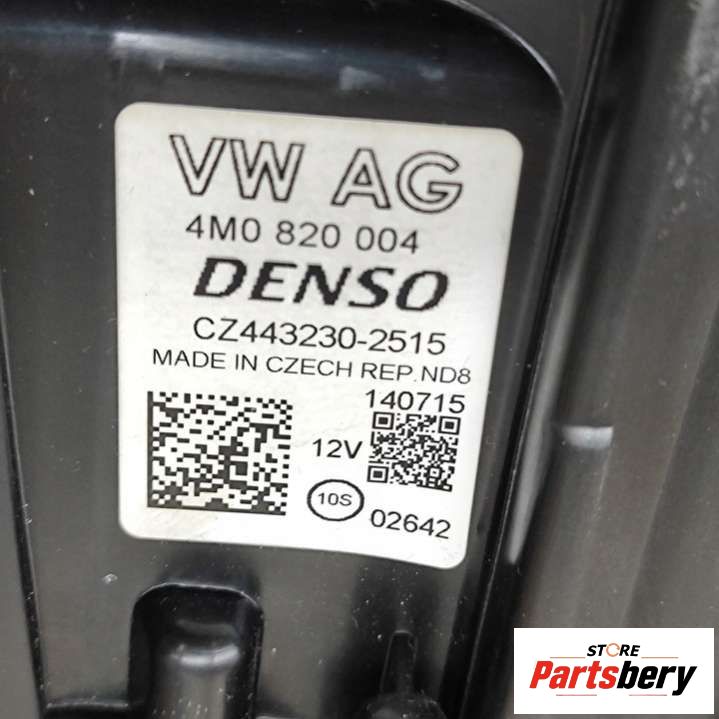 VW AG
4M0 820 004
DENSO
CZ443230-2515
MADE IN CZECH REP.ND8
140715
12V
10S
02642
STORE
Partsbery